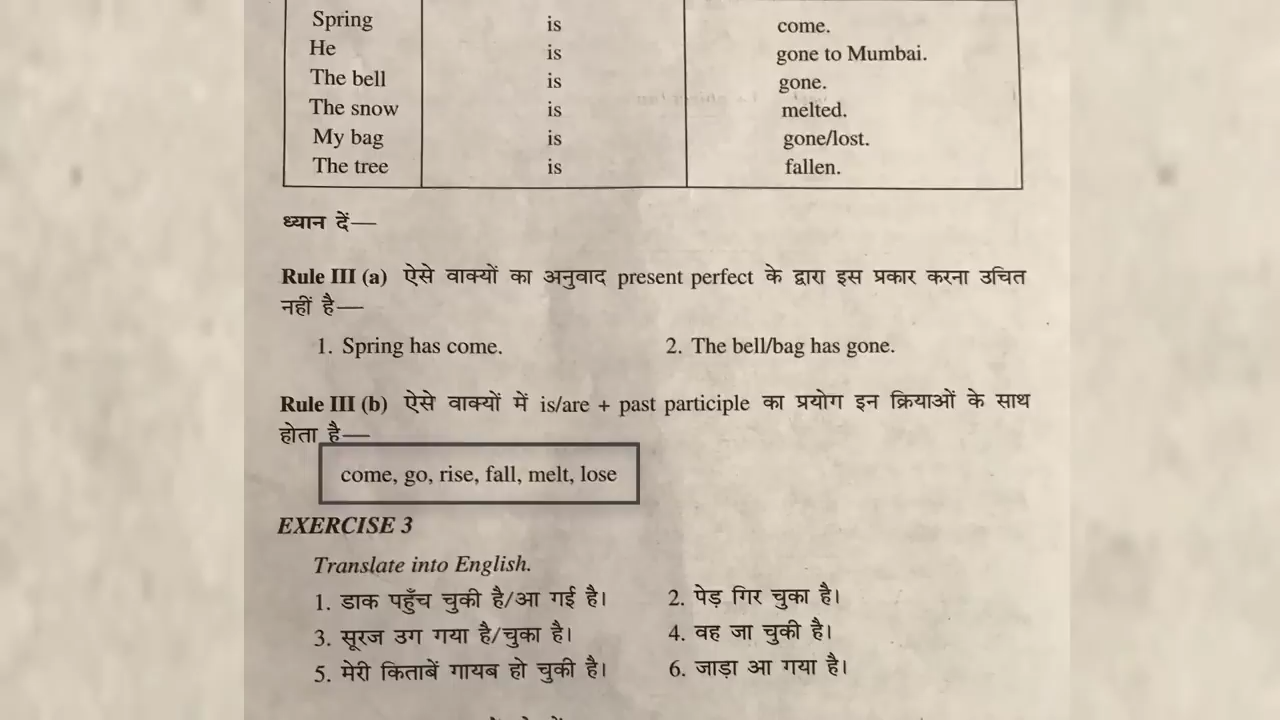 Spring is come.
He is gone to Mumbai.
The bell is gone.
The snow is melted.
My bag is gone/lost.
The tree is fallen.
ध्यान दें—
Rule III (a) ऐसे वाक्यों का अनुवाद present perfect के द्वारा इस प्रकार करना उचित
नहीं है—
1. Spring has come. 2. The bell/bag has gone.
Rule III (b) ऐसे वाक्यों में is/are + past participle का प्रयोग इन क्रियाओं के साथ
होता है—
come, go, rise, fall, melt, lose
EXERCISE 3
Translate into English.
1. डाक पहुँच चुकी है/आ गई है। 2. पेड़ गिर चुका है।
3. सूरज उग गया है/चुका है। 4. वह जा चुकी है।
5. मेरी किताबें गायब हो चुकी है। 6. जाड़ा आ गया है।